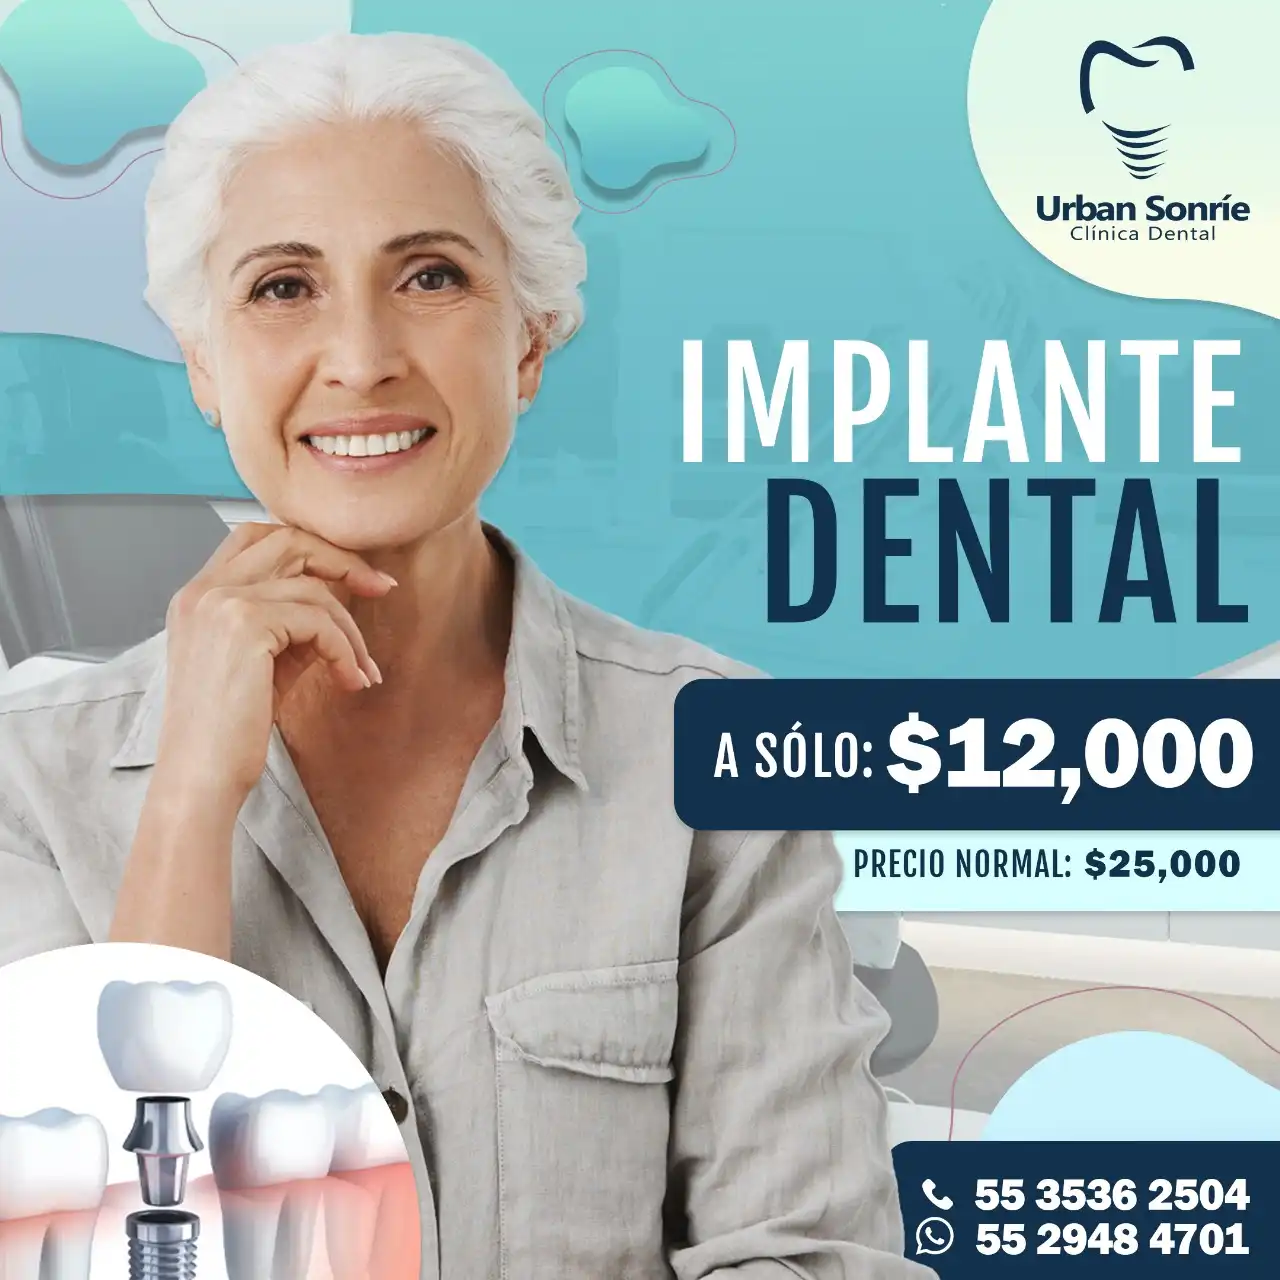 Urban Sonríe
Clínica Dental
IMPLANTE
DENTAL
A SÓLO: $12,000
PRECIO NORMAL: $25,000
55 3536 2504
55 2948 4701